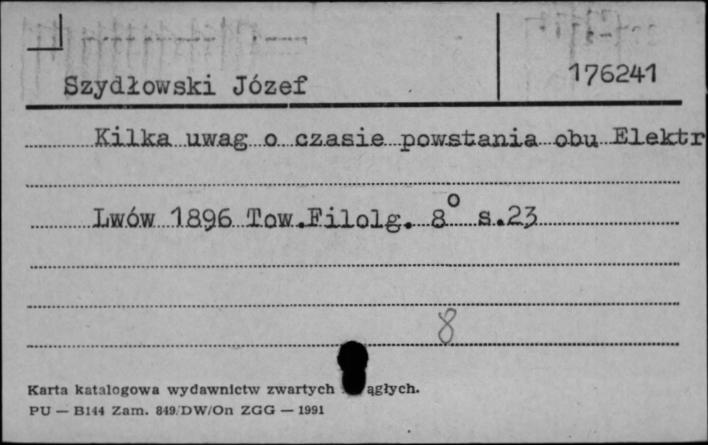 Szydłowski Józef
176241
Kilka uwag o czasie powstania obu Elektr
Lwów 1896 Tow.Filolg. 8° s.23
8
Karta katalogowa wydawnictw zwartych ągłych.
PU — B144 Zam. 849/DW/On ZGG — 1991